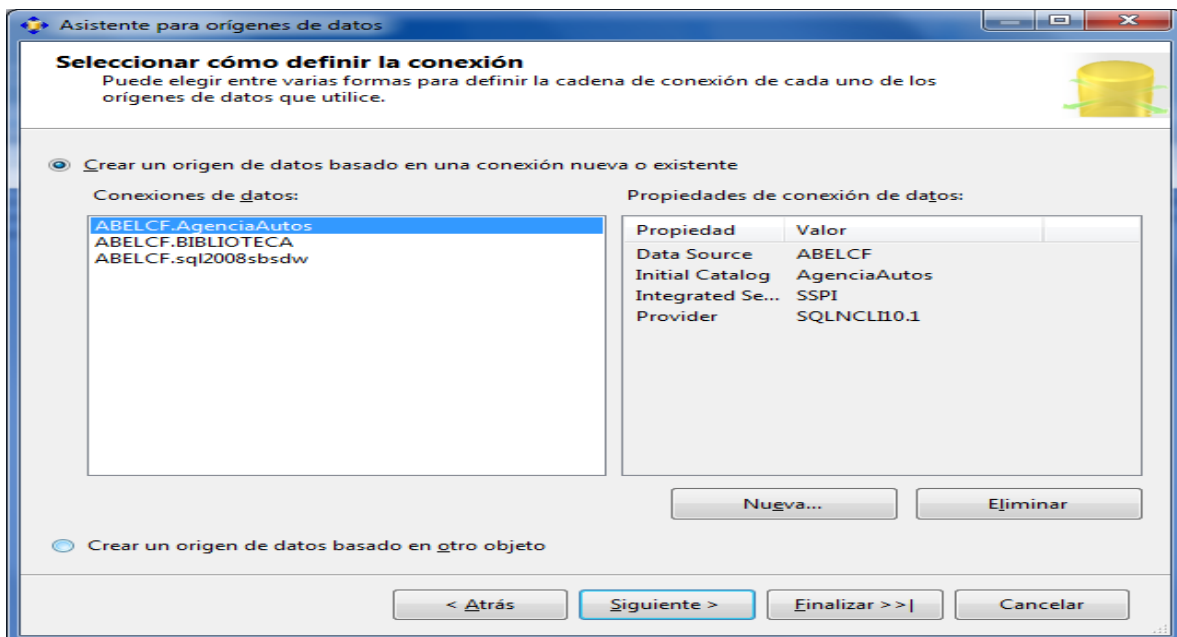 Asistente para orígenes de datos
Seleccionar cómo definir la conexión
Puede elegir entre varias formas para definir la cadena de conexión de cada uno de los
orígenes de datos que utilice.
Crear un origen de datos basado en una conexión nueva o existente
Conexiones de datos:
Propiedades de conexión de datos:
ABELCF.AgenciaAutos
ABELCF.BIBLIOTECA
ABELCF.sql2008sbsdw
Propiedad Valor
Data Source ABELCF
Initial Catalog AgenciaAutos
Integrated Se... SSPI
Provider SQLNCLI10.1
Nueva... Eliminar
Crear un origen de datos basado en otro objeto
< Atrás Siguiente > Finalizar >>| Cancelar